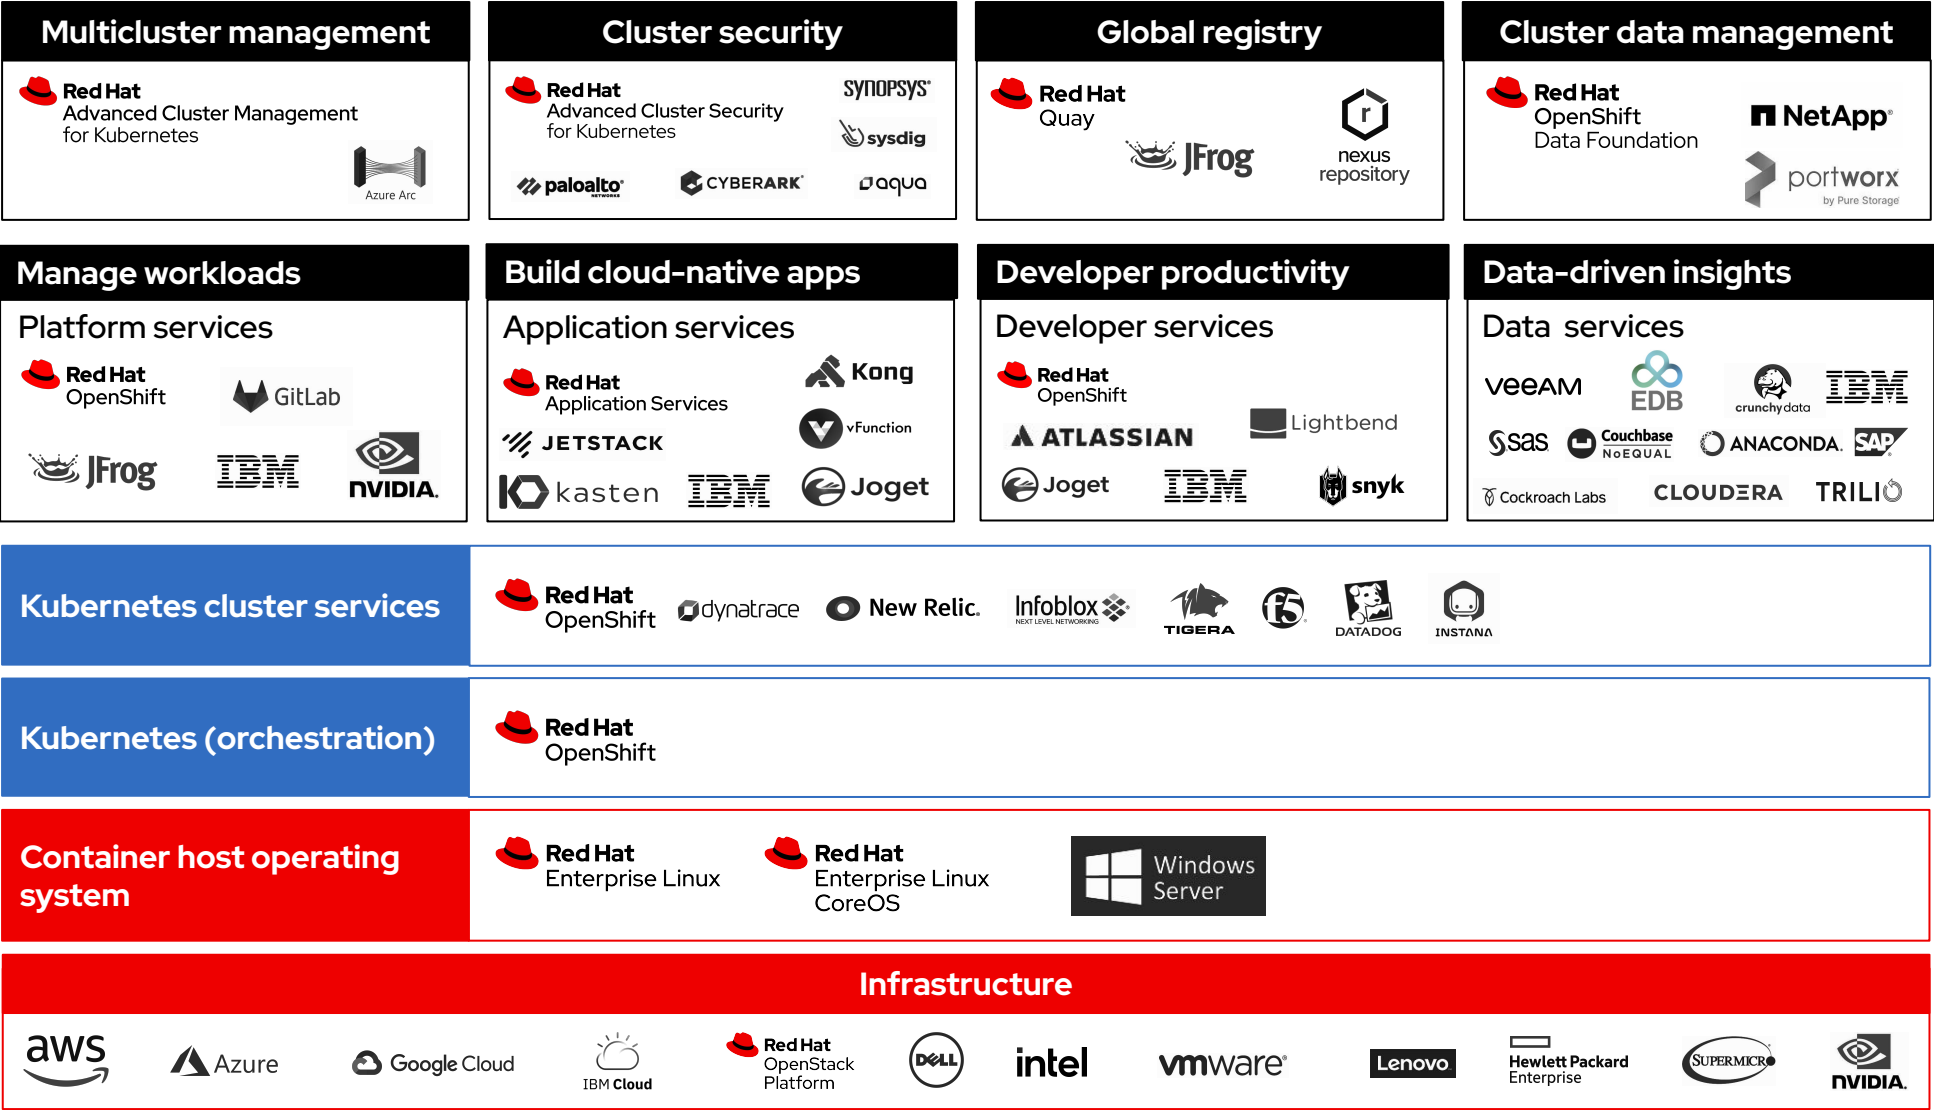 Multicluster management
Red Hat
Advanced Cluster Management
for Kubernetes
Azure Arc
Cluster security
Red Hat
Advanced Cluster Security
for Kubernetes
SYNOPSYS®
sysdig
paloalto®
NETWORKS
CYBERARK®
aqua
Global registry
Red Hat
Quay
JFrog
r
nexus
repository
Cluster data management
Red Hat
OpenShift
Data Foundation
NetApp®
portworx
by Pure Storage
Manage workloads
Platform services
Red Hat
OpenShift
GitLab
JFrog
IBM
NVIDIA.
Build cloud-native apps
Application services
Red Hat
Application Services
Kong
JETSTACK
vFunction
kasten
IBM
Joget
Developer productivity
Developer services
Red Hat
OpenShift
ATLASSIAN
Lightbend
Joget
IBM
snyk
Data-driven insights
Data services
veeAM
EDB
crunchydata
IBM
sas
Couchbase
NoEQUAL
ANACONDA.
SAP
Cockroach Labs
CLOUDERA
TRILIO
Kubernetes cluster services
Red Hat
OpenShift
dynatrace
New Relic.
Infoblox
NEXT LEVEL NETWORKING
TIGERA
f5
DATADOG
INSTANA
Kubernetes (orchestration)
Red Hat
OpenShift
Container host operating
system
Red Hat
Enterprise Linux
Red Hat
Enterprise Linux
CoreOS
Windows
Server
Infrastructure
aws
Azure
Google Cloud
IBM Cloud
Red Hat
OpenStack
Platform
DELL
intel
vmware®
Lenovo
Hewlett Packard
Enterprise
SUPERMICRO
NVIDIA.